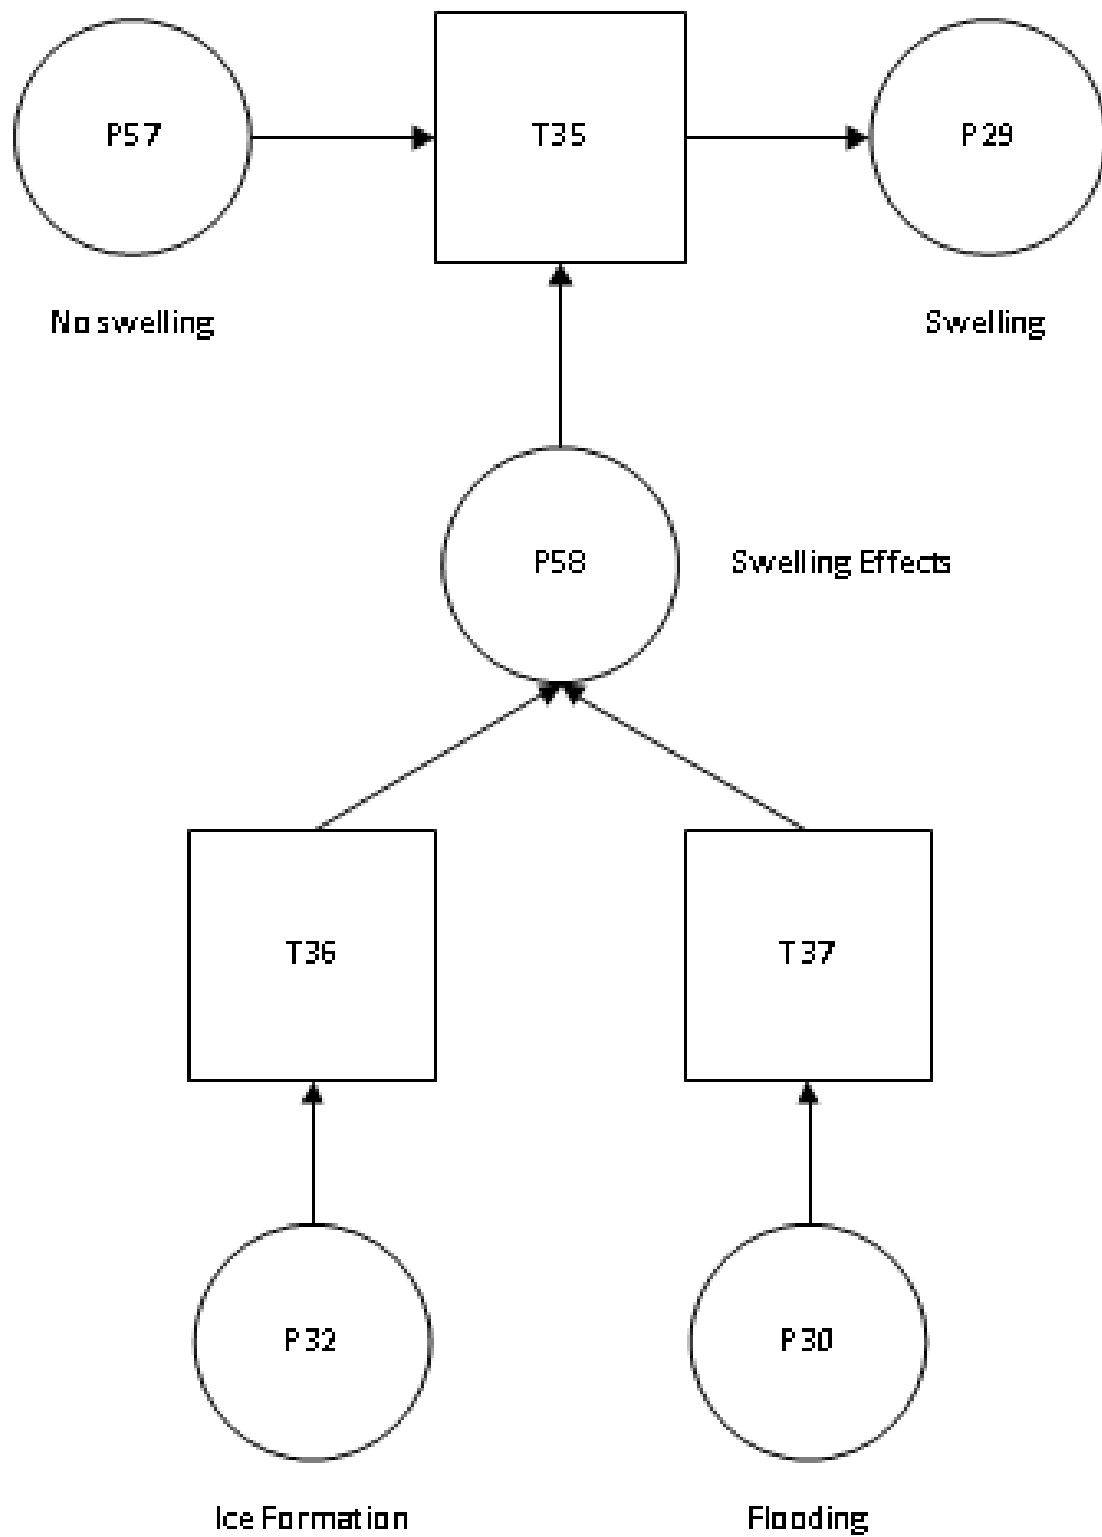 P57
T35
P29
No swelling
Swelling
P58
Swelling Effects
T36
T37
P32
P30
Ice Formation
Flooding